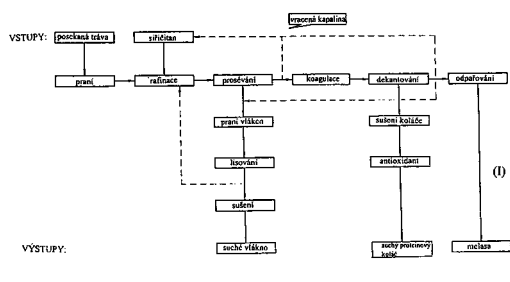 vracená kapalina
VSTUPY: posekaná tráva siřičitan
praní rafinace prosévání koagulace dekantování odpařování
praní vláken sušení koláče
lisování antioxidant
(I)
sušení
VÝSTUPY: suché vlákno suchy proteinový koláč melasa